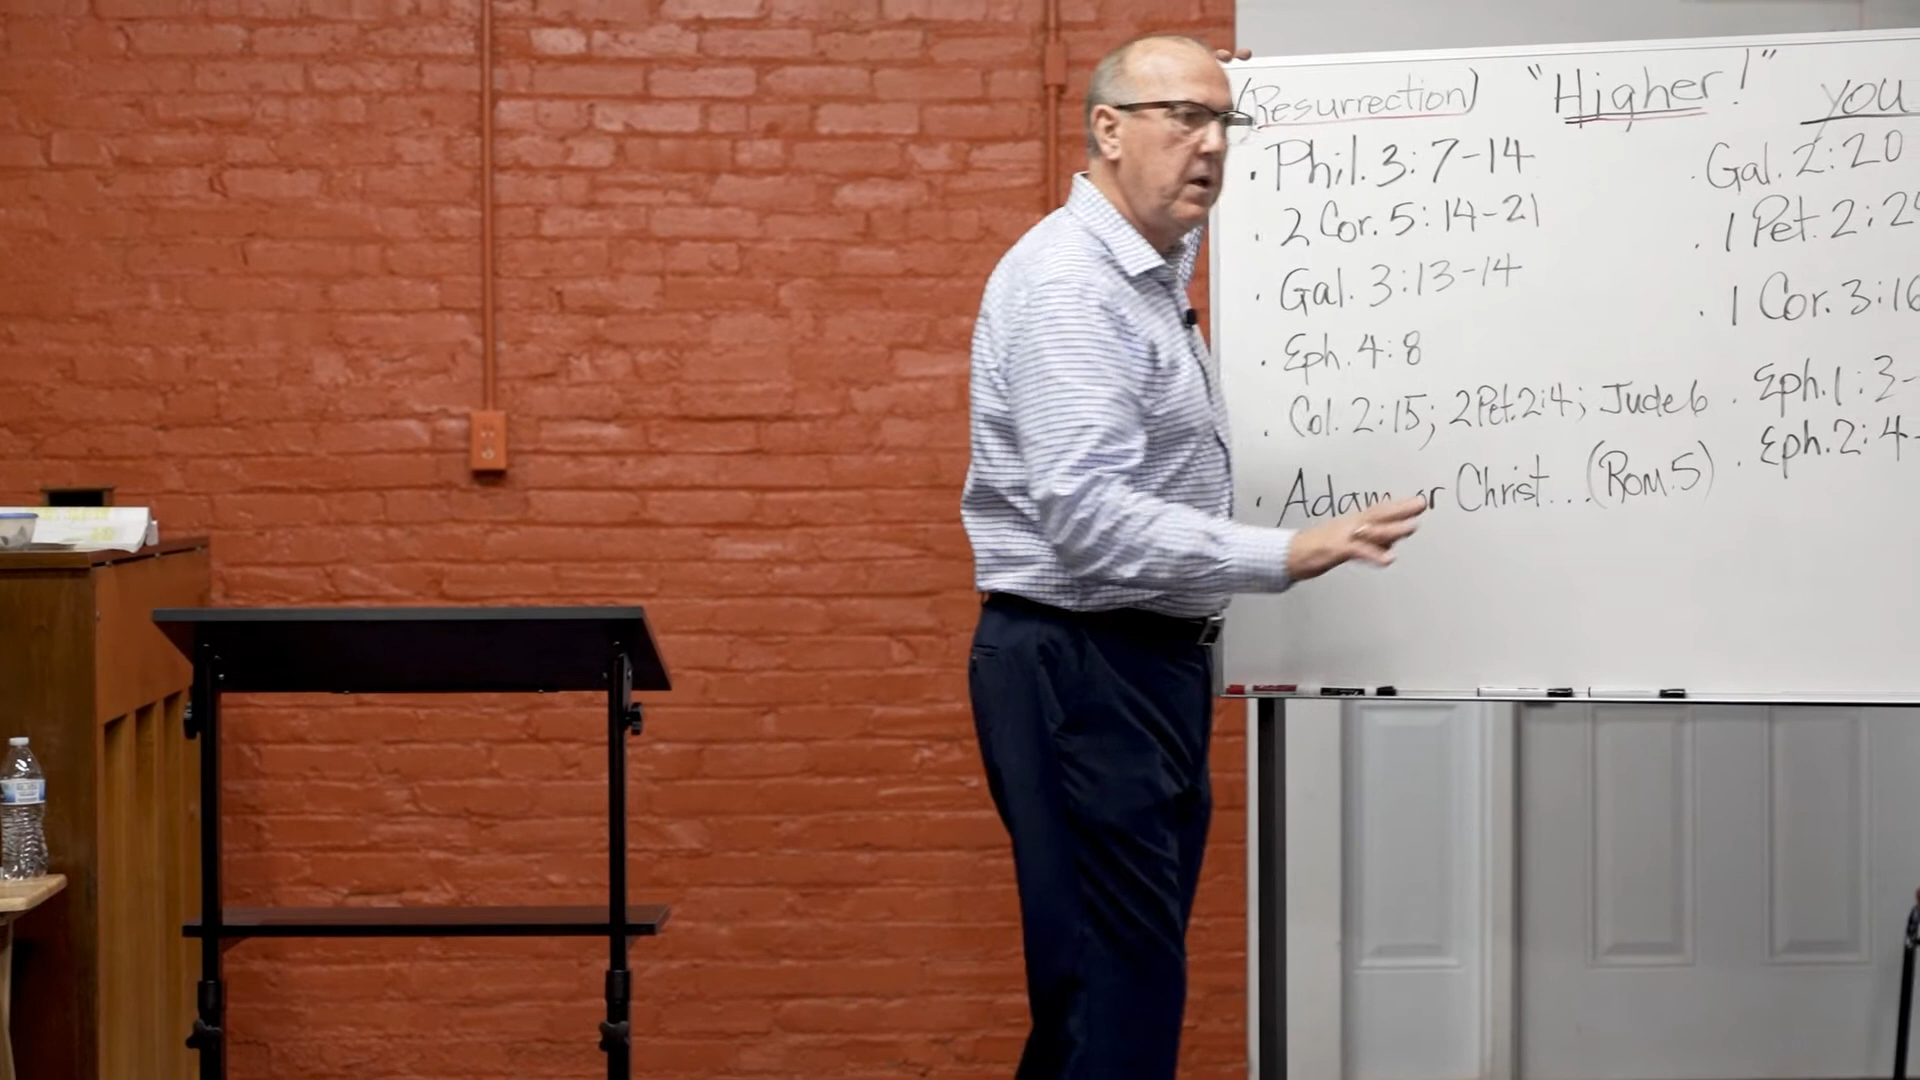 (Resurrection) "Higher!" you
· Phil. 3:7-14
· 2 Cor. 5:14-21
· Gal. 3:13-14
· Eph. 4:8
· Col. 2:15; 2 Pet. 2:4; Jude 6
· Adam or Christ... (Rom. 5)
· Gal. 2:20
· 1 Pet. 2:2
· 1 Cor. 3:16
· Eph. 1:3-
· Eph. 2:4-